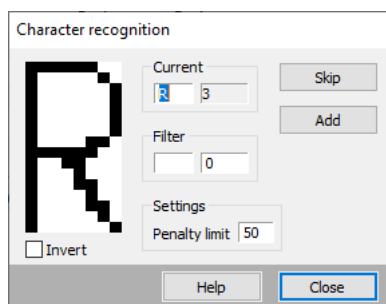 Character recognition
R
Current
R 3
Skip
Add
Filter
0
Settings
Penalty limit 50
Invert
Help Close